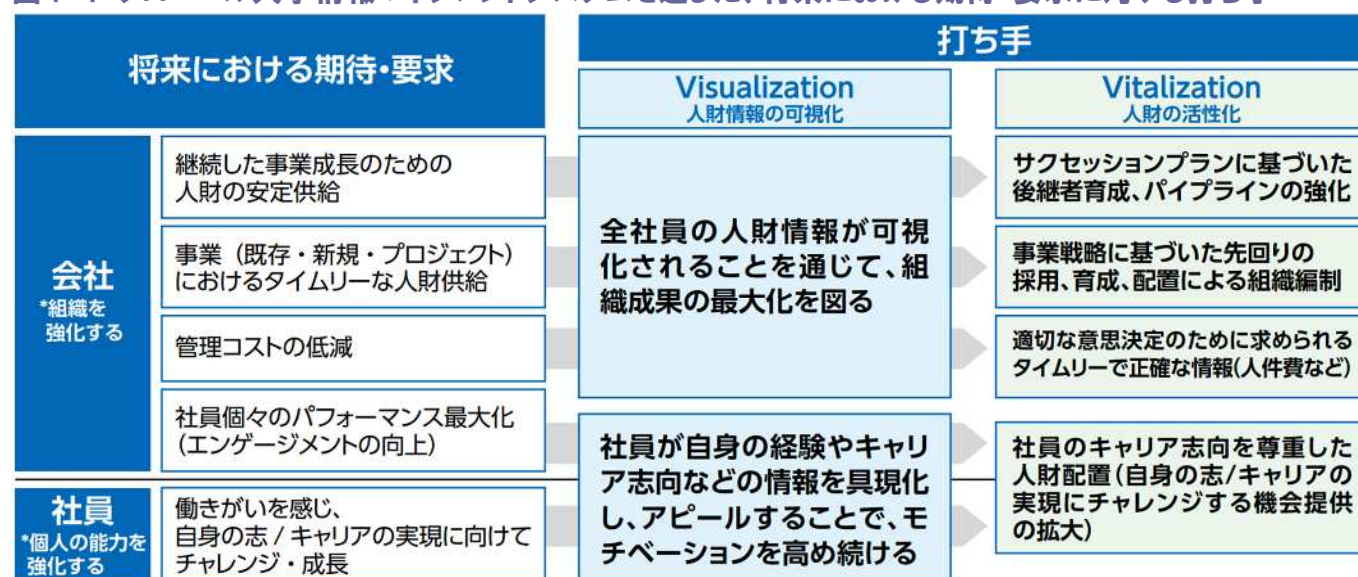 将来における期待・要求
打ち手
Visualization
人財情報の可視化
Vitalization
人財の活性化
会社
*組織を
強化する
継続した事業成長のための
人財の安定供給
事業（既存・新規・プロジェクト）
におけるタイムリーな人財供給
管理コストの低減
社員個々のパフォーマンス最大化
(エンゲージメントの向上)
全社員の人財情報が可視
化されることを通じて、組
織成果の最大化を図る
サクセッションプランに基づいた
後継者育成、パイプラインの強化
事業戦略に基づいた先回りの
採用、育成、配置による組織編制
適切な意思決定のために求められる
タイムリーで正確な情報(人件費など)
社員
*個人の能力を
強化する
働きがいを感じ、
自身の志 / キャリアの実現に向けて
チャレンジ・成長
社員が自身の経験やキャリ
ア志向などの情報を具現化
し、アピールすることで、モ
チベーションを高め続ける
社員のキャリア志向を尊重した
人財配置(自身の志/キャリアの
実現にチャレンジする機会提供
の拡大)